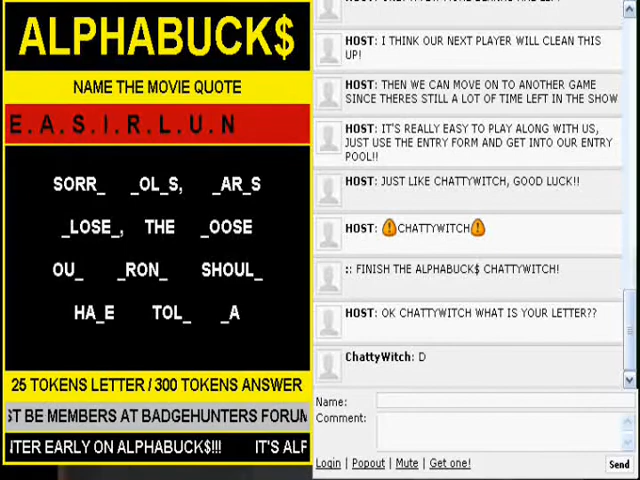 ALPHABUCK$
NAME THE MOVIE QUOTE
E . A . S . I . R . L . U . N
SORR_ _OL_S, _AR_S
_LOSE_, THE _OOSE
OU_ _RON_ SHOUL_
HA_E TOL_ _A
25 TOKENS LETTER / 300 TOKENS ANSWER
ST BE MEMBERS AT BADGEHUNTERS FORUM
NTER EARLY ON ALPHABUCK$!!! IT'S ALP
HOST: I THINK OUR NEXT PLAYER WILL CLEAN THIS
UP!
HOST: THEN WE CAN MOVE ON TO ANOTHER GAME
SINCE THERES STILL A LOT OF TIME LEFT IN THE SHOW
HOST: IT'S REALLY EASY TO PLAY ALONG WITH US,
JUST USE THE ENTRY FORM AND GET INTO OUR ENTRY
POOL!!
HOST: JUST LIKE CHATTYWITCH, GOOD LUCK!!
HOST: CHATTYWITCH
:: FINISH THE ALPHABUCK$ CHATTYWITCH!
HOST: OK CHATTYWITCH WHAT IS YOUR LETTER??
ChattyWitch: D
Name:
Comment:
Login | Popout | Mute | Get one!
Send